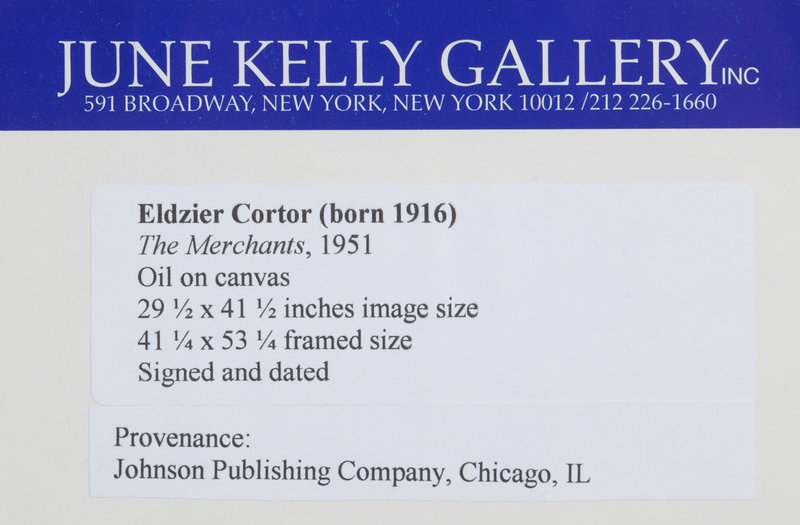 JUNE KELLY GALLERY INC
591 BROADWAY, NEW YORK, NEW YORK 10012 /212 226-1660
Eldzier Cortor (born 1916)
The Merchants, 1951
Oil on canvas
29 ½ x 41 ½ inches image size
41 ¼ x 53 ¼ framed size
Signed and dated
Provenance:
Johnson Publishing Company, Chicago, IL